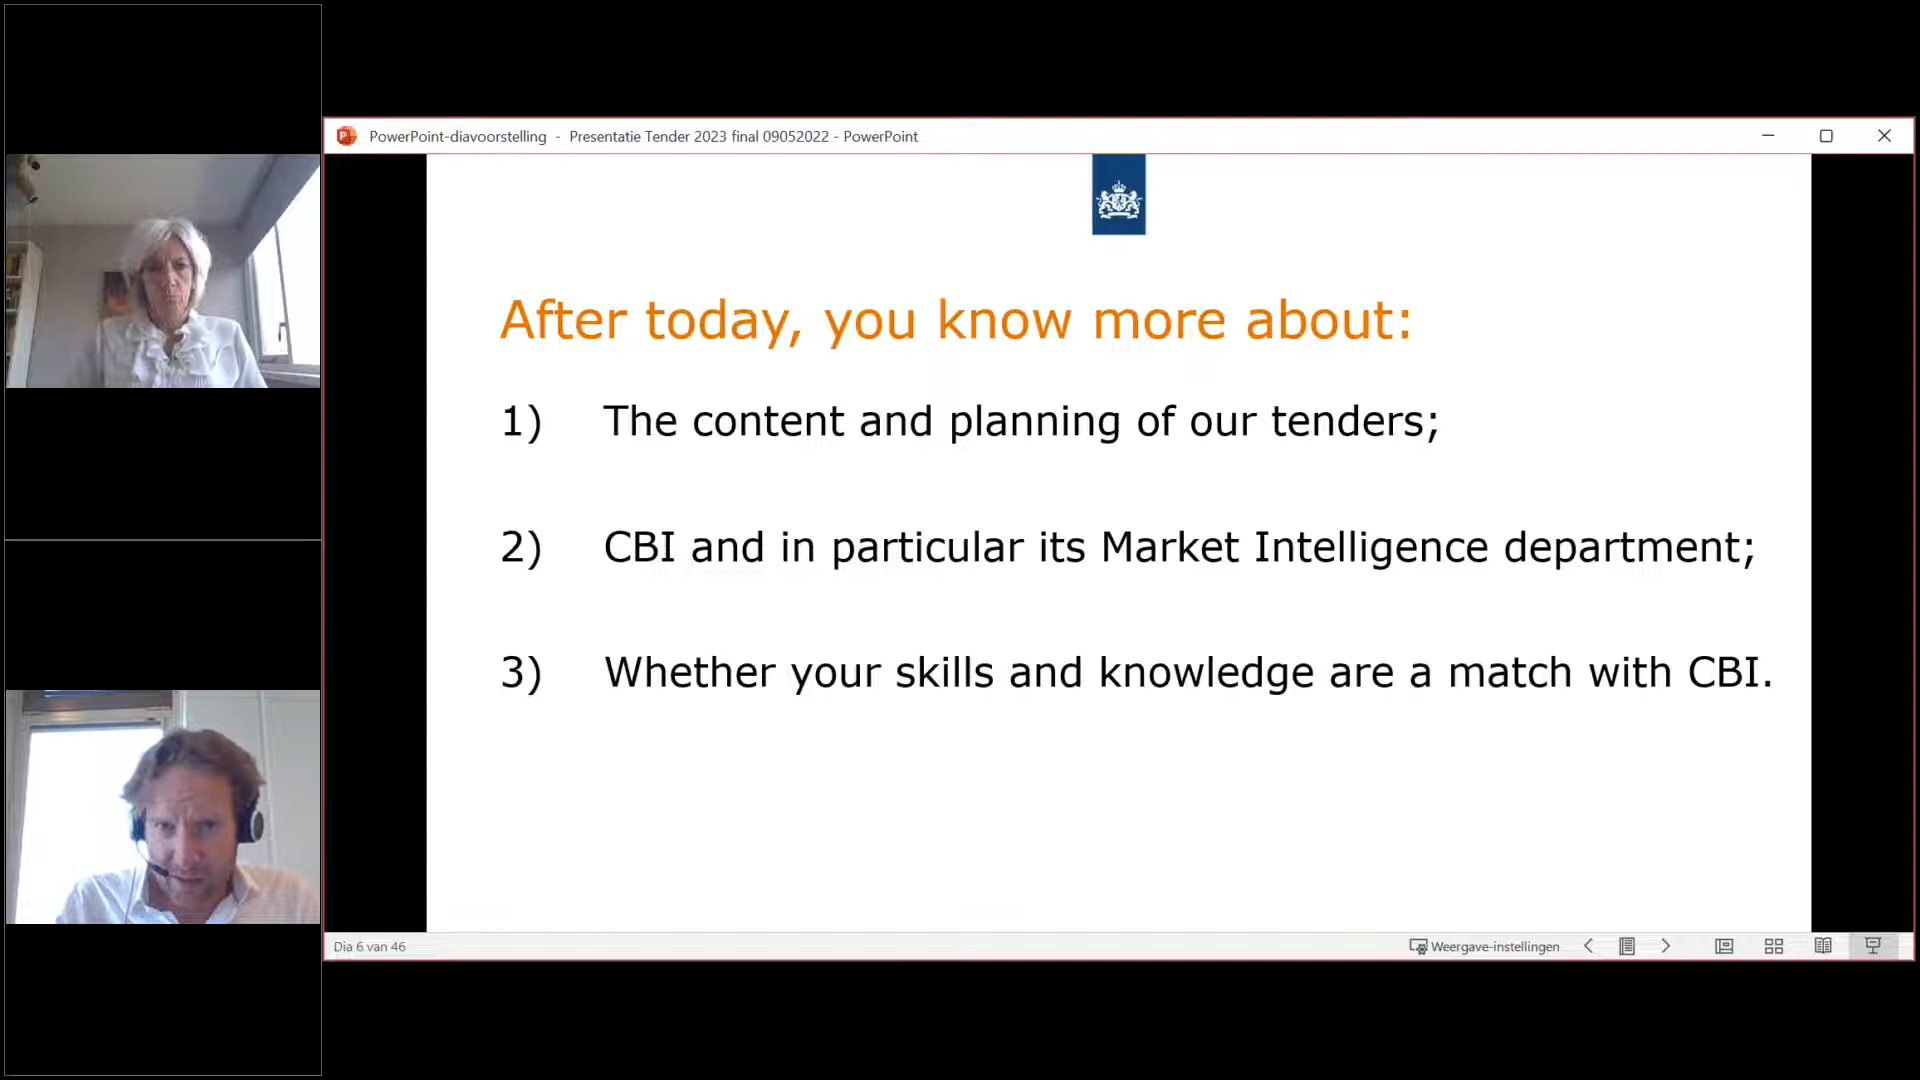 PowerPoint-diavoorstelling - Presentatie Tender 2023 final 09052022 - PowerPoint
After today, you know more about:
1) The content and planning of our tenders;
2) CBI and in particular its Market Intelligence department;
3) Whether your skills and knowledge are a match with CBI.
Dia 6 van 46 Weergave-instellingen